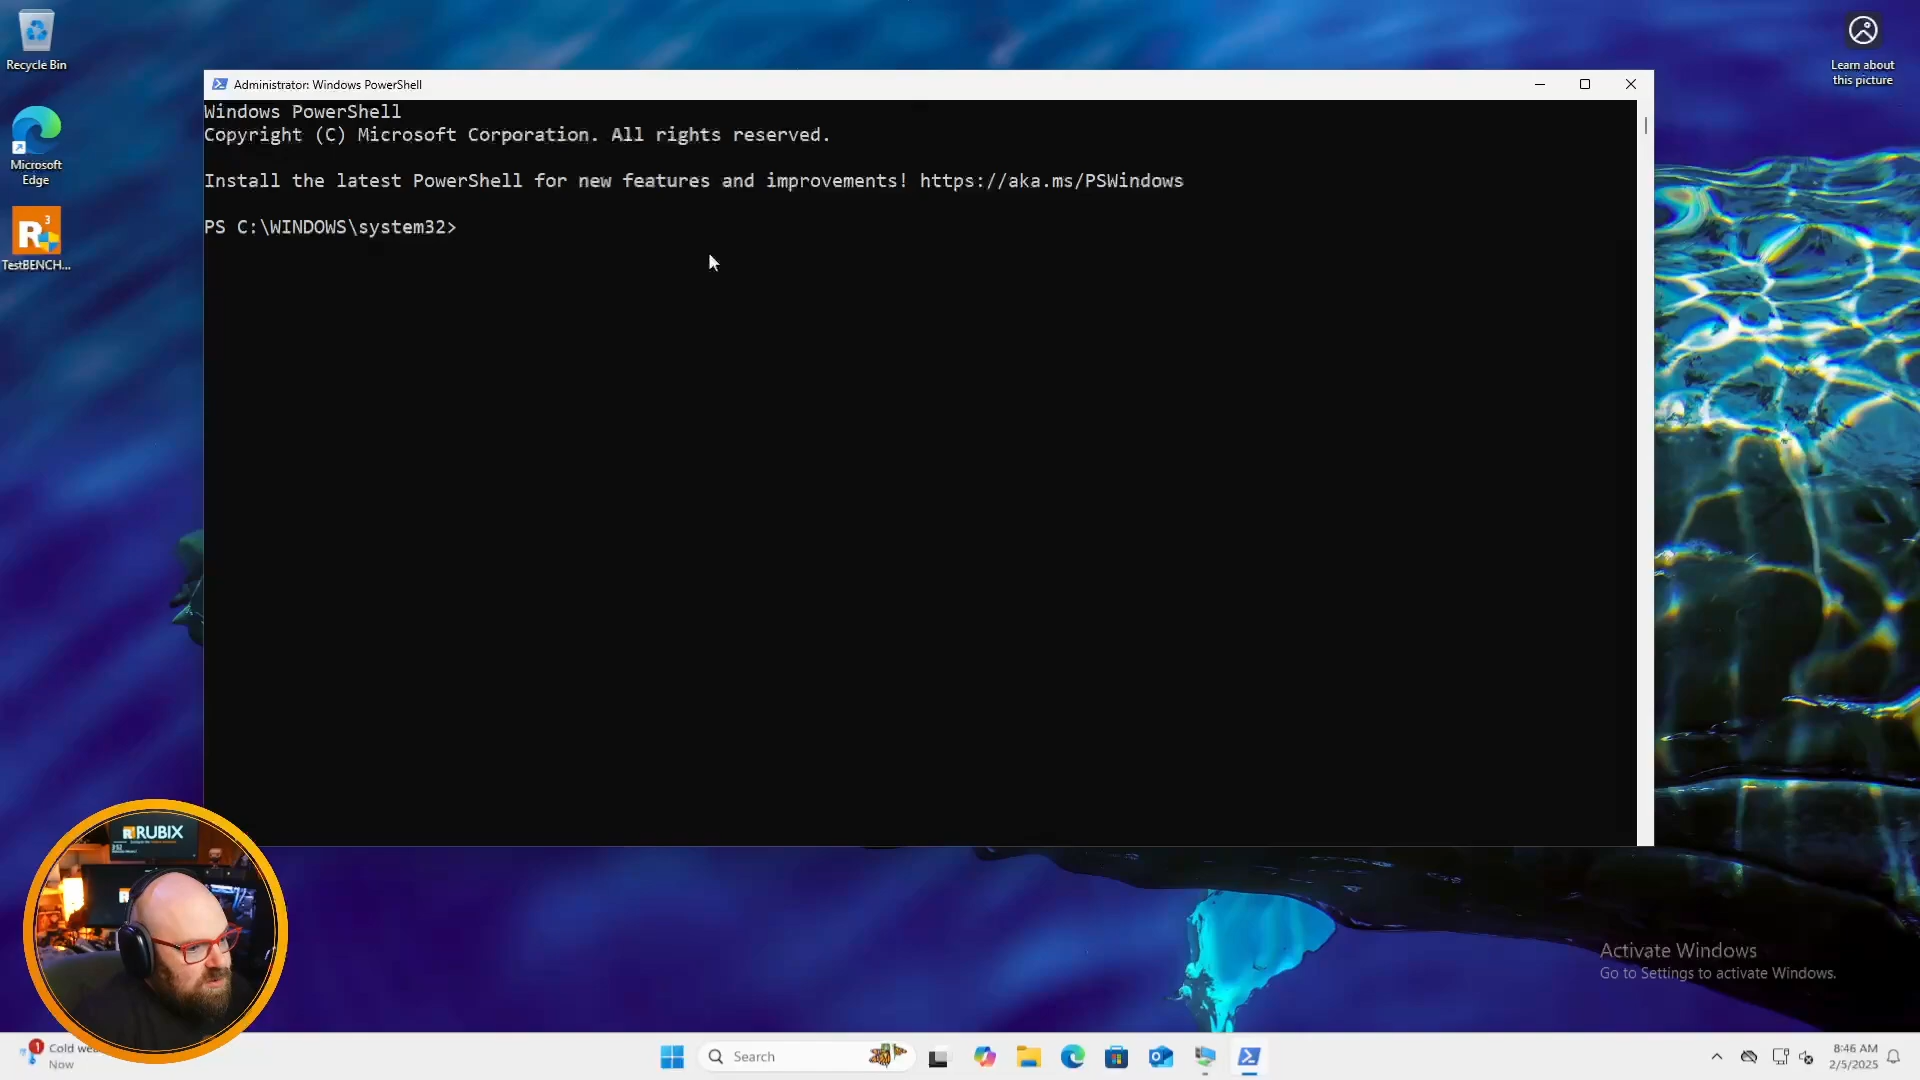 Recycle Bin
Microsoft
Edge
TestBENCH...
Learn about
this picture
Administrator: Windows PowerShell
Windows PowerShell
Copyright (C) Microsoft Corporation. All rights reserved.
Install the latest PowerShell for new features and improvements! https://aka.ms/PSWindows
PS C:\WINDOWS\system32>
RUBIX
Activate Windows
Go to Settings to activate Windows.
1
Cold we
Now
Search
8:46 AM
2/5/2025